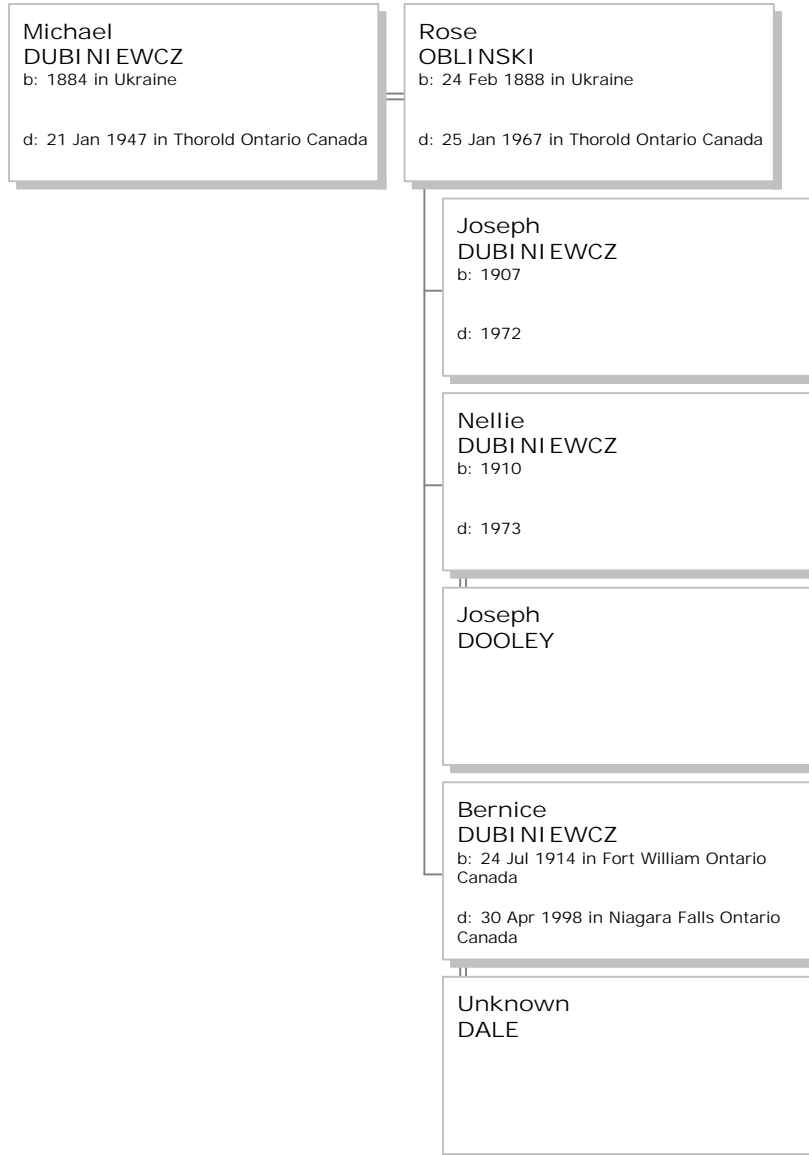 Michael
DUBINIEWCZ
b: 1884 in Ukraine
d: 21 Jan 1947 in Thorold Ontario Canada
Rose
OBLINSKI
b: 24 Feb 1888 in Ukraine
d: 25 Jan 1967 in Thorold Ontario Canada
Joseph
DUBINIEWCZ
b: 1907
d: 1972
Nellie
DUBINIEWCZ
b: 1910
d: 1973
Joseph
DOOLEY
Bernice
DUBINIEWCZ
b: 24 Jul 1914 in Fort William Ontario
Canada
d: 30 Apr 1998 in Niagara Falls Ontario
Canada
Unknown
DALE